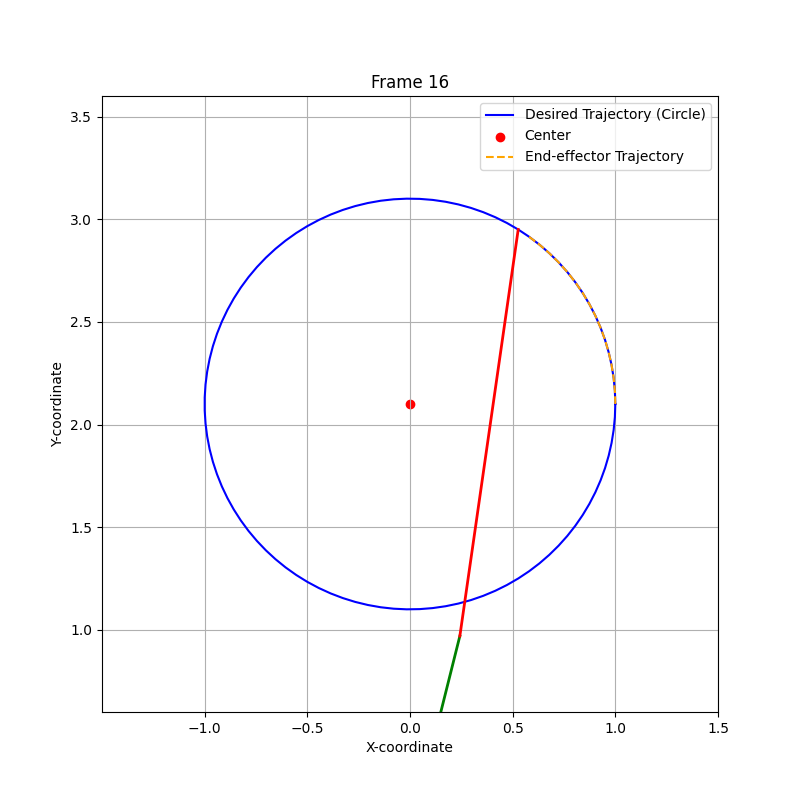 Frame 16
Desired Trajectory (Circle)
Center
End-effector Trajectory
3.5
3.0
2.5
2.0
1.5
1.0
Y-coordinate
−1.0
−0.5
0.0
0.5
1.0
1.5
X-coordinate